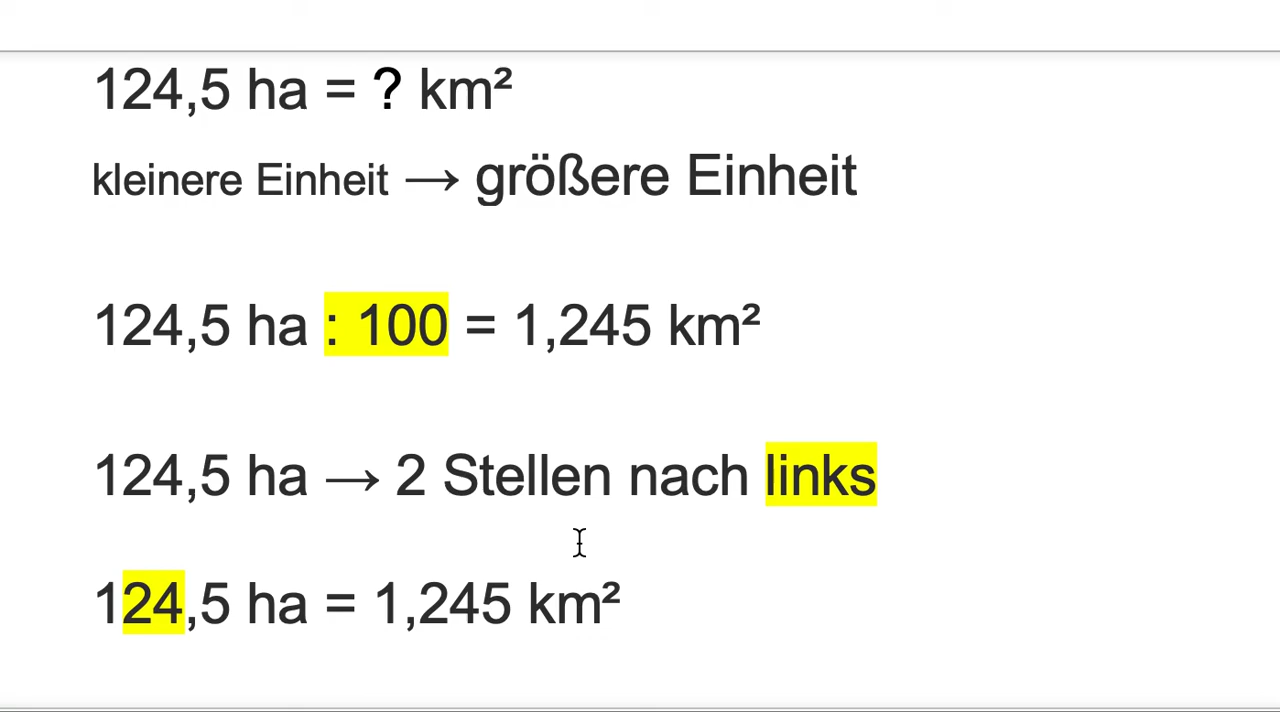 124,5 ha = ? km²
kleinere Einheit → größere Einheit
124,5 ha : 100 = 1,245 km²
124,5 ha → 2 Stellen nach links
124,5 ha = 1,245 km²